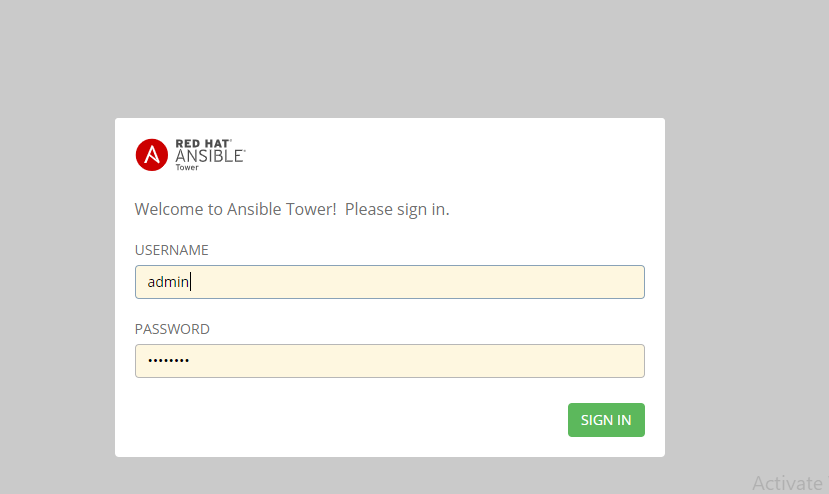 RED HAT®
ANSIBLE®
Tower
Welcome to Ansible Tower! Please sign in.
USERNAME
admin
PASSWORD
••••••••
SIGN IN
Activate